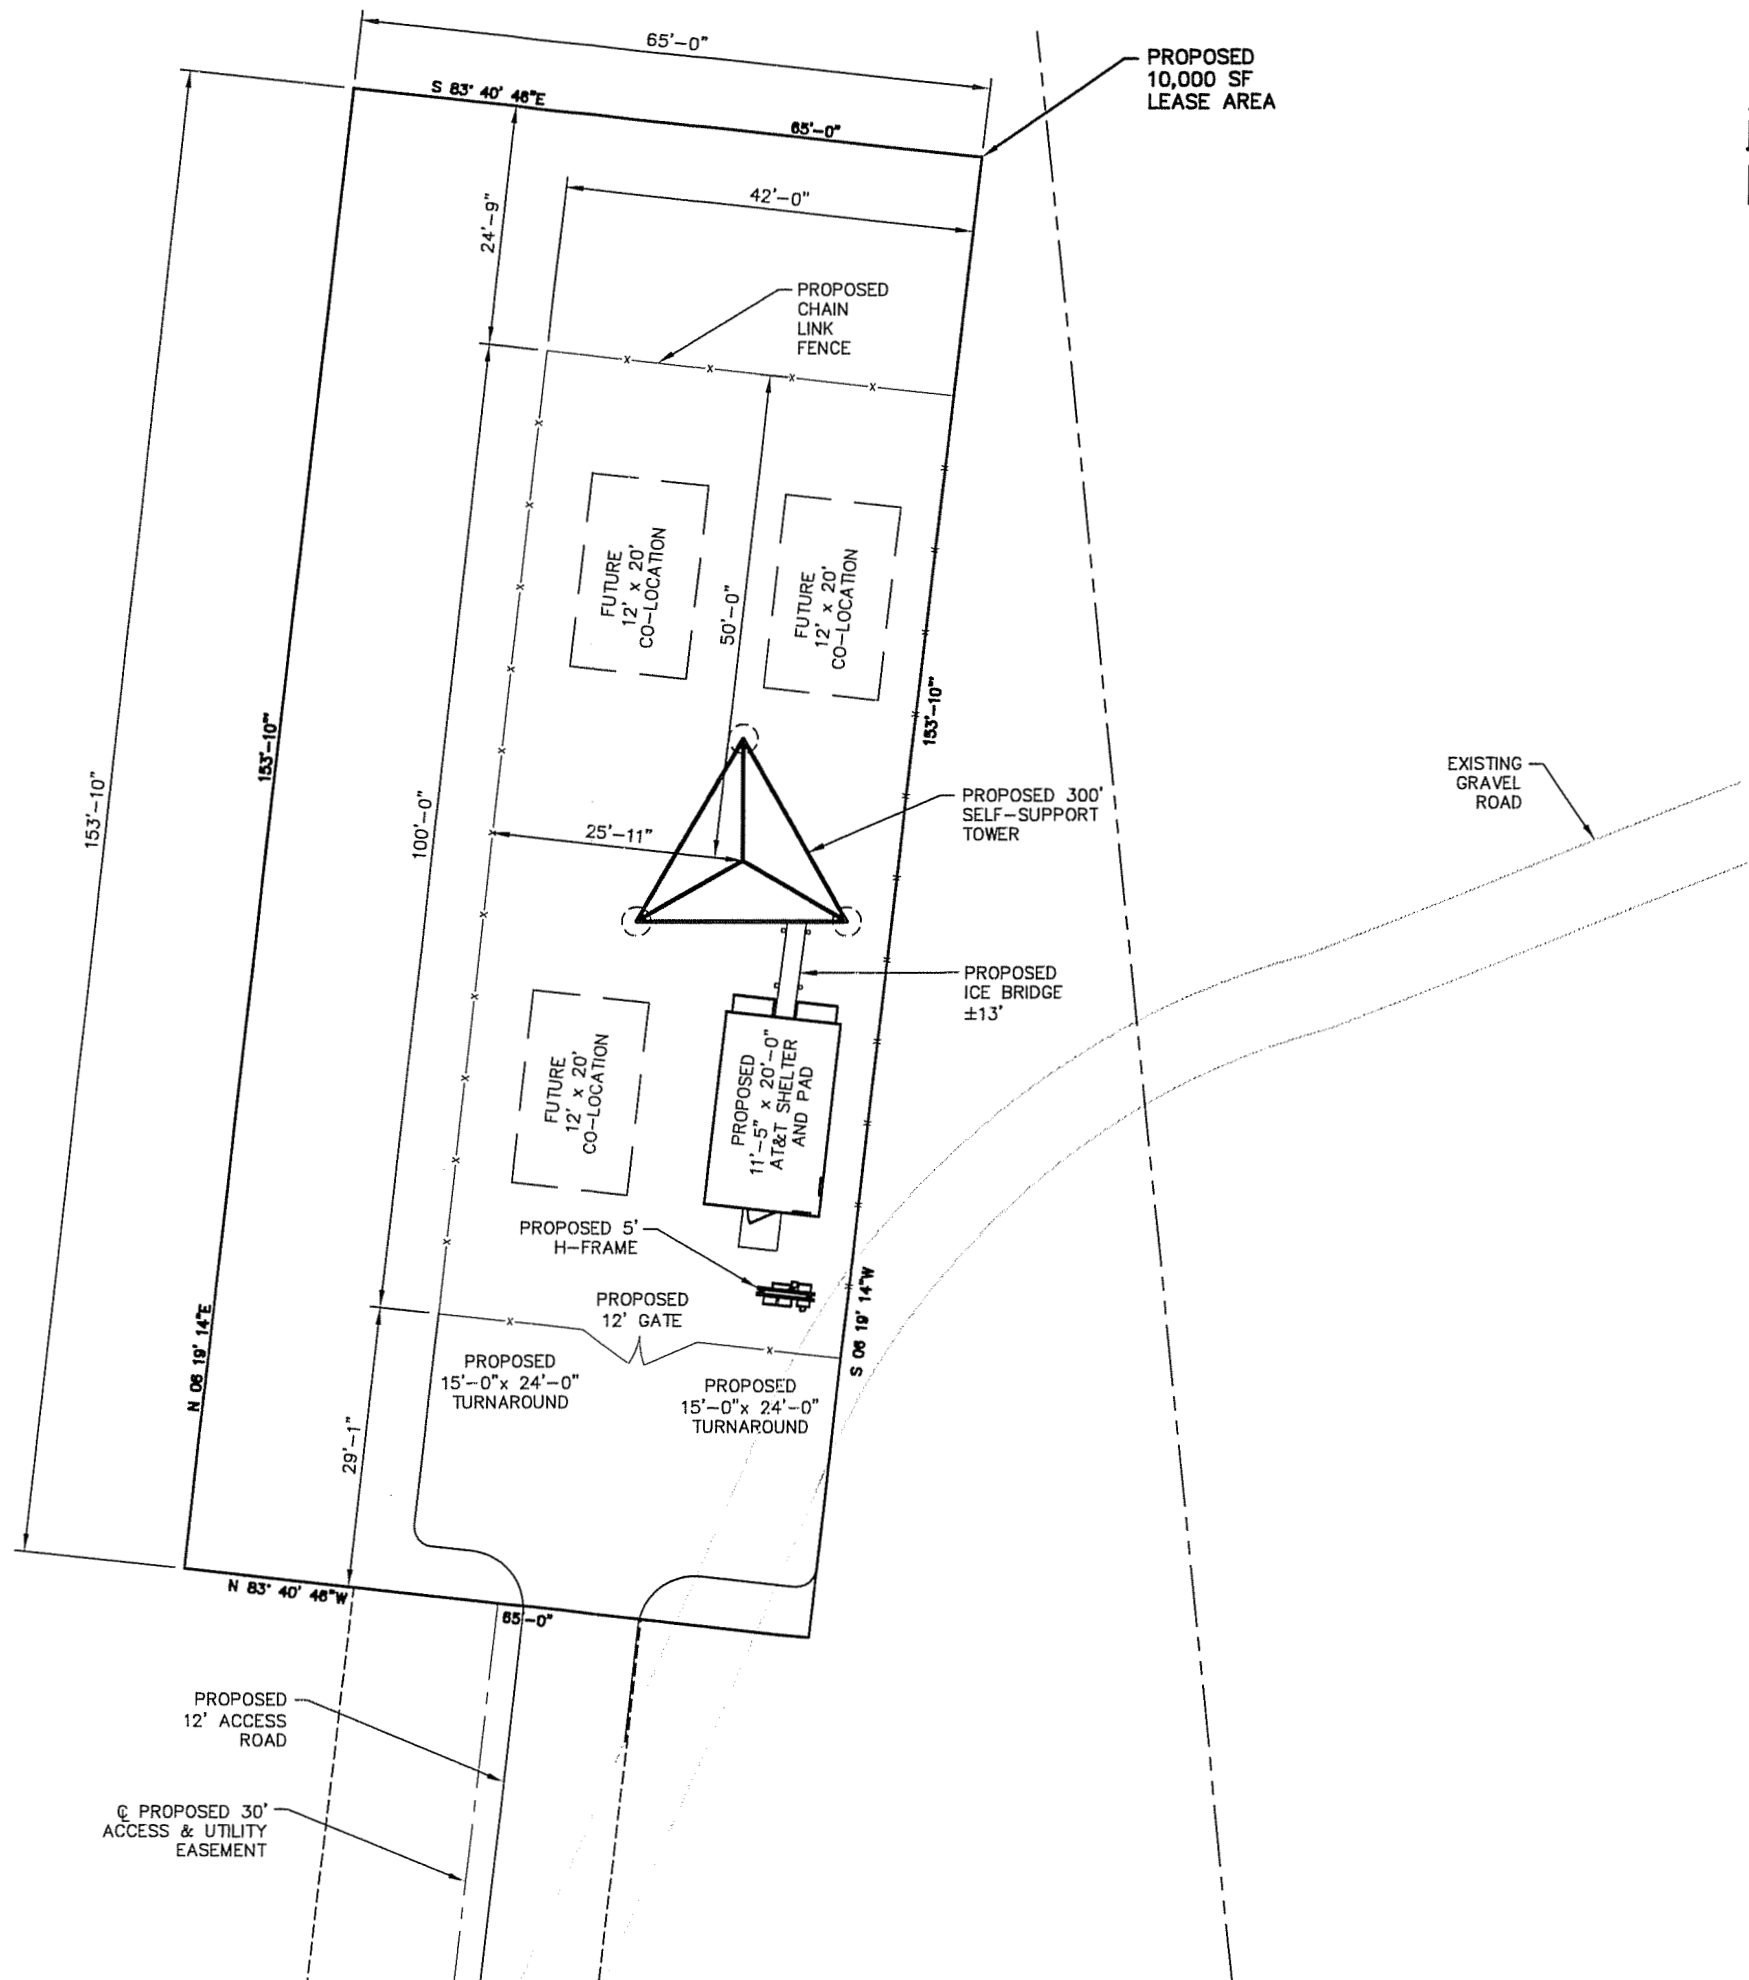 65'-0"
PROPOSED
10,000 SF
LEASE AREA
S 83° 40' 46"E
65'-0"
42'-0"
24'-9"
PROPOSED
CHAIN
LINK
FENCE
FUTURE
12' x 20'
CO-LOCATION
FUTURE
12' x 20'
CO-LOCATION
50'-0"
153'-10"
153'-10"
153'-10"
100'-0"
25'-11"
PROPOSED 300'
SELF-SUPPORT
TOWER
EXISTING
GRAVEL
ROAD
PROPOSED
ICE BRIDGE
±13'
FUTURE
12' x 20'
CO-LOCATION
PROPOSED
11'-5" x 20'-0"
AT&T SHELTER
AND PAD
PROPOSED 5'
H-FRAME
PROPOSED
12' GATE
N 06 19' 14"E
S 06 19' 14"W
PROPOSED
15'-0"x 24'-0"
TURNAROUND
PROPOSED
15'-0"x 24'-0"
TURNAROUND
29'-1"
N 83° 40' 46"W
65'-0"
PROPOSED
12' ACCESS
ROAD
℄ PROPOSED 30'
ACCESS & UTILITY
EASEMENT